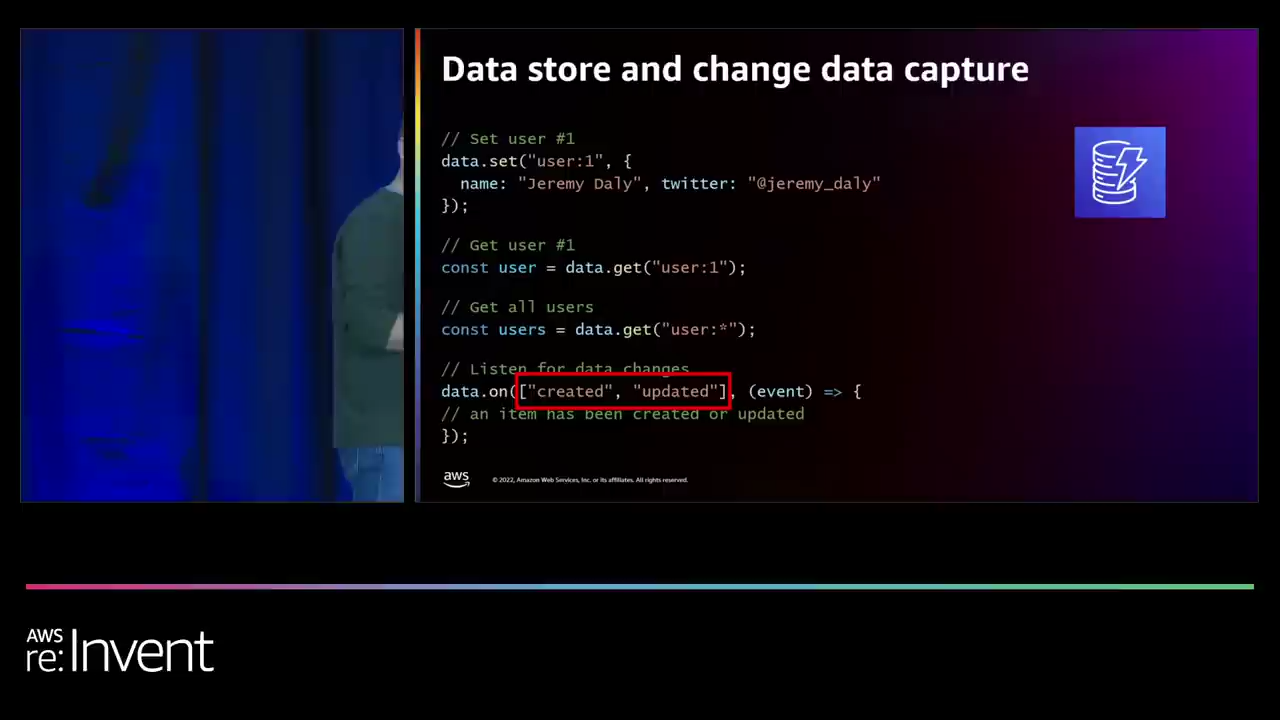 Data store and change data capture
// Set user #1
data.set("user:1", {
  name: "Jeremy Daly", twitter: "@jeremy_daly"
});
// Get user #1
const user = data.get("user:1");
// Get all users
const users = data.get("user:*");
// Listen for data changes
data.on(["created", "updated"], (event) => {
// an item has been created or updated
});
aws
© 2022, Amazon Web Services, Inc. or its affiliates. All rights reserved.
AWS
re:Invent